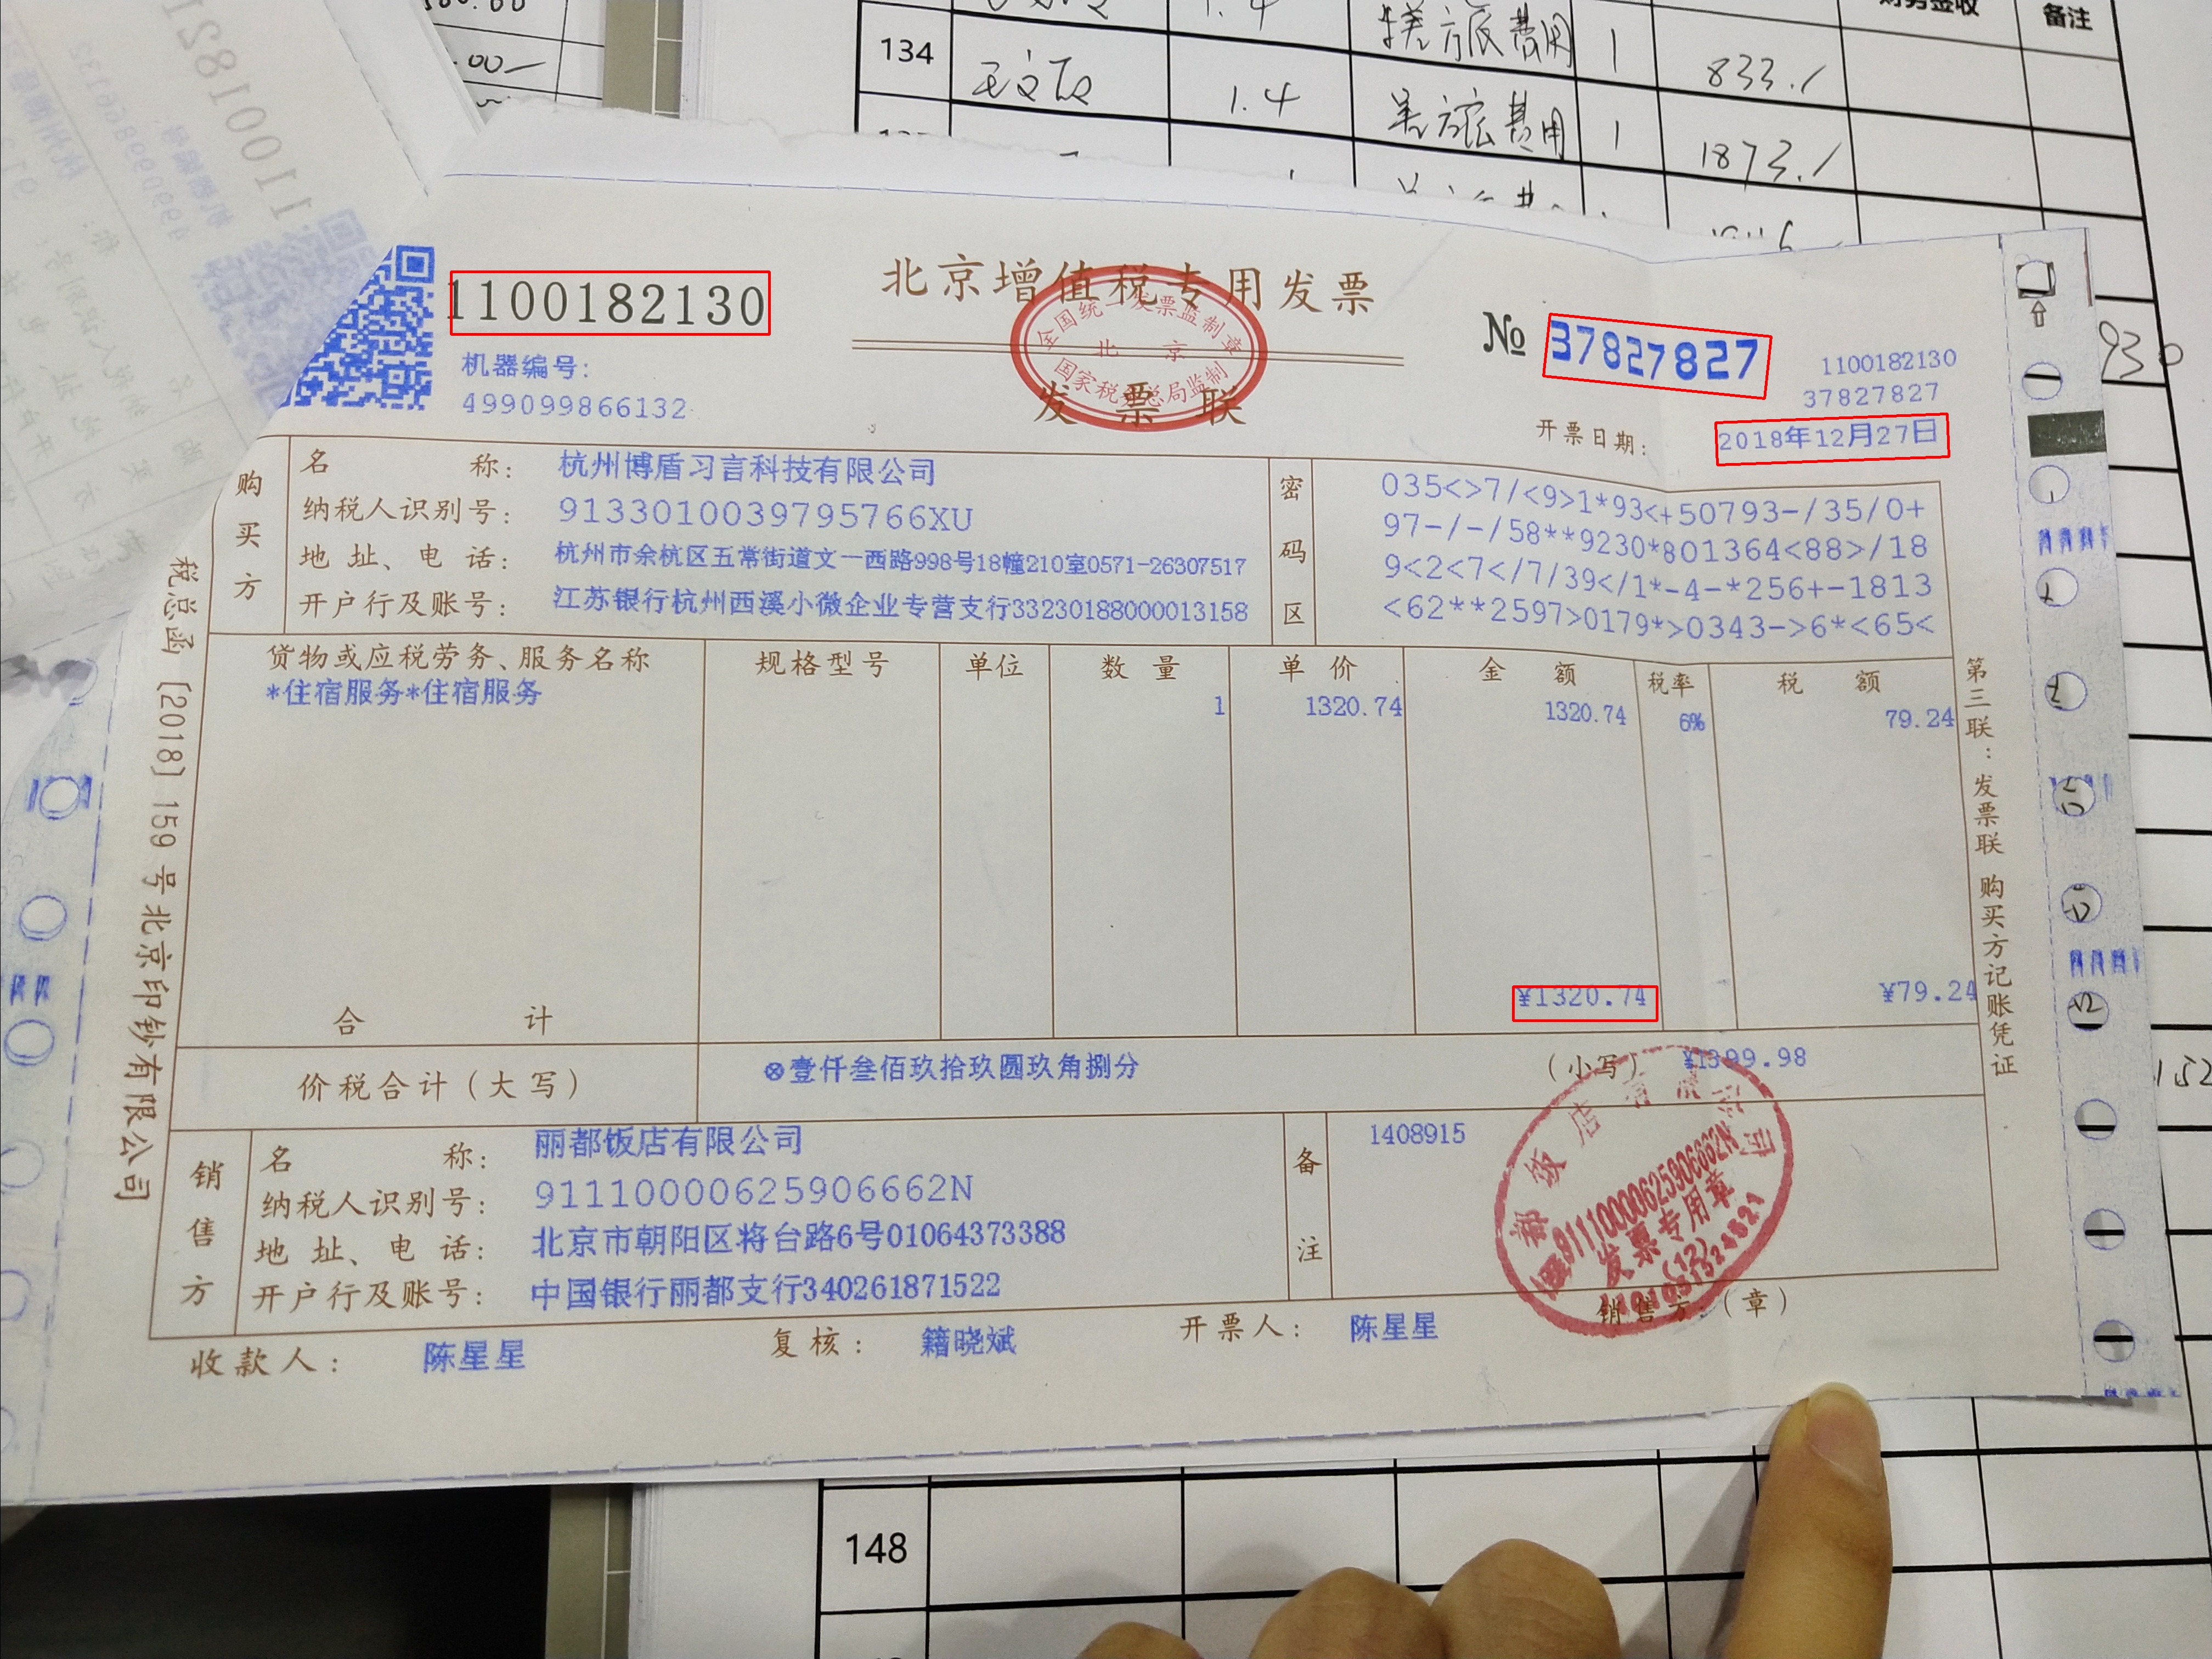 134
1.4
费用
1
833./
1.4
费用
1
1873./
备注
北京增值税专用发票
发票联
全国统一发票监制章
北京
国家税务总局监制
1100182130
机器编号:
499099866132
№ 37827827
1100182130
37827827
开票日期: 2018年12月27日
购买方
名称: 杭州博盾习言科技有限公司
纳税人识别号: 9133010039795766XU
地址、电话: 杭州市余杭区五常街道文一西路998号18幢210室0571-26307517
开户行及账号: 江苏银行杭州西溪小微企业专营支行33230188000013158
密码区
035<>7/<9>1*93<+50793-/35/0+
97-/-/58**9230*801364<88>/18
9<2<7</7/39</1*-4-*256+-1813
<62**2597>0179*>0343->6*<65<
货物或应税劳务、服务名称 规格型号 单位 数量 单价 金额 税率 税额
*住宿服务*住宿服务 1 1320.74 1320.74 6% 79.24
合计 ¥1320.74 ¥79.24
价税合计(大写) ⊗壹仟叁佰玖拾玖圆玖角捌分 (小写) ¥1399.98
销售方
名称: 丽都饭店有限公司
纳税人识别号: 91110000625906662N
地址、电话: 北京市朝阳区将台路6号01064373388
开户行及账号: 中国银行丽都支行340261871522
备注
1408915
都饭店有限公司
91110000625906662N
发票专用章
(12)
收款人: 陈星星 复核: 籍晓斌 开票人: 陈星星 销售方:(章)
税总函[2018]159号北京印钞有限公司
第三联:发票联 购买方记账凭证
148